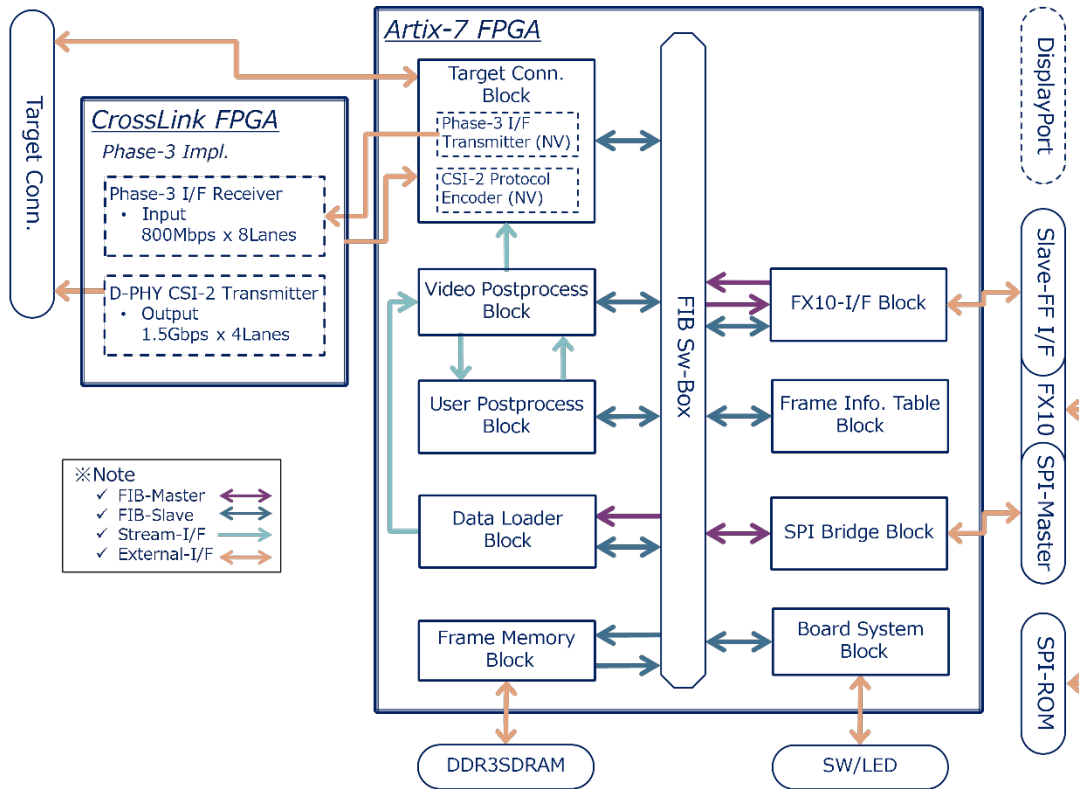 Artix-7 FPGA
Target Conn.
CrossLink FPGA
Phase-3 Impl.
Phase-3 I/F Receiver
• Input
800Mbps x 8Lanes
D-PHY CSI-2 Transmitter
• Output
1.5Gbps x 4Lanes
Target Conn.
Block
Phase-3 I/F
Transmitter (NV)
CSI-2 Protocol
Encoder (NV)
Video Postprocess
Block
User Postprocess
Block
Data Loader
Block
Frame Memory
Block
FIB Sw-Box
FX10-I/F Block
Frame Info. Table
Block
SPI Bridge Block
Board System
Block
DisplayPort
Slave-FF I/F
FX10
SPI-Master
SPI-ROM
※Note
✓ FIB-Master
✓ FIB-Slave
✓ Stream-I/F
✓ External-I/F
DDR3SDRAM
SW/LED